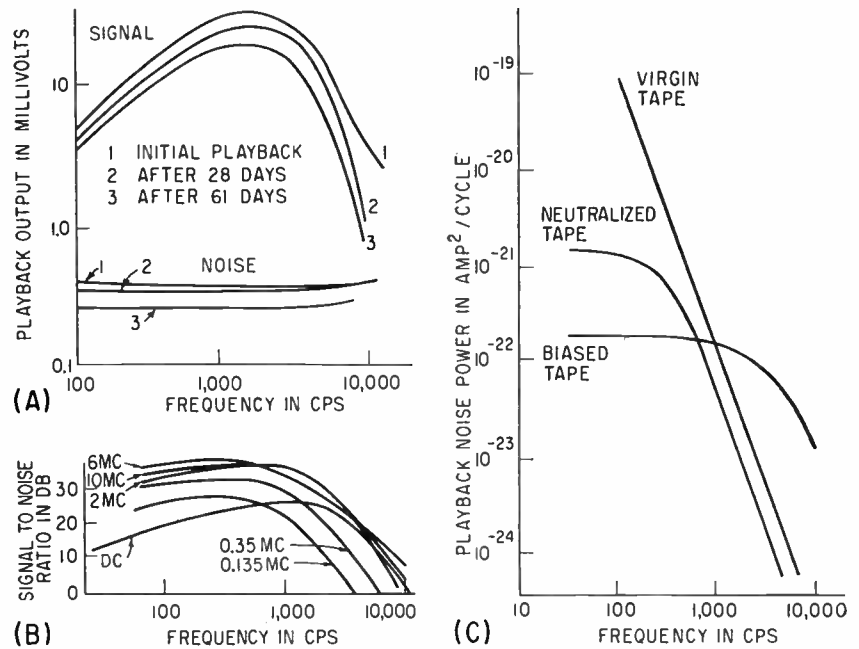 SIGNAL
PLAYBACK OUTPUT IN MILLIVOLTS
10
1.0
0.1
1 INITIAL PLAYBACK
2 AFTER 28 DAYS
3 AFTER 61 DAYS
1
2
3
NOISE
1
2
3
100
1,000
10,000
FREQUENCY IN CPS
(A)
SIGNAL TO NOISE
RATIO IN DB
6MC
10MC
2MC
30
20
10
0
DC
0.35 MC
0.135 MC
100
1,000
10,000
FREQUENCY IN CPS
(B)
PLAYBACK NOISE POWER IN AMP²/CYCLE
10⁻¹⁹
10⁻²⁰
10⁻²¹
10⁻²²
10⁻²³
10⁻²⁴
VIRGIN
TAPE
NEUTRALIZED
TAPE
BIASED
TAPE
10
100
1,000
10,000
FREQUENCY IN CPS
(C)